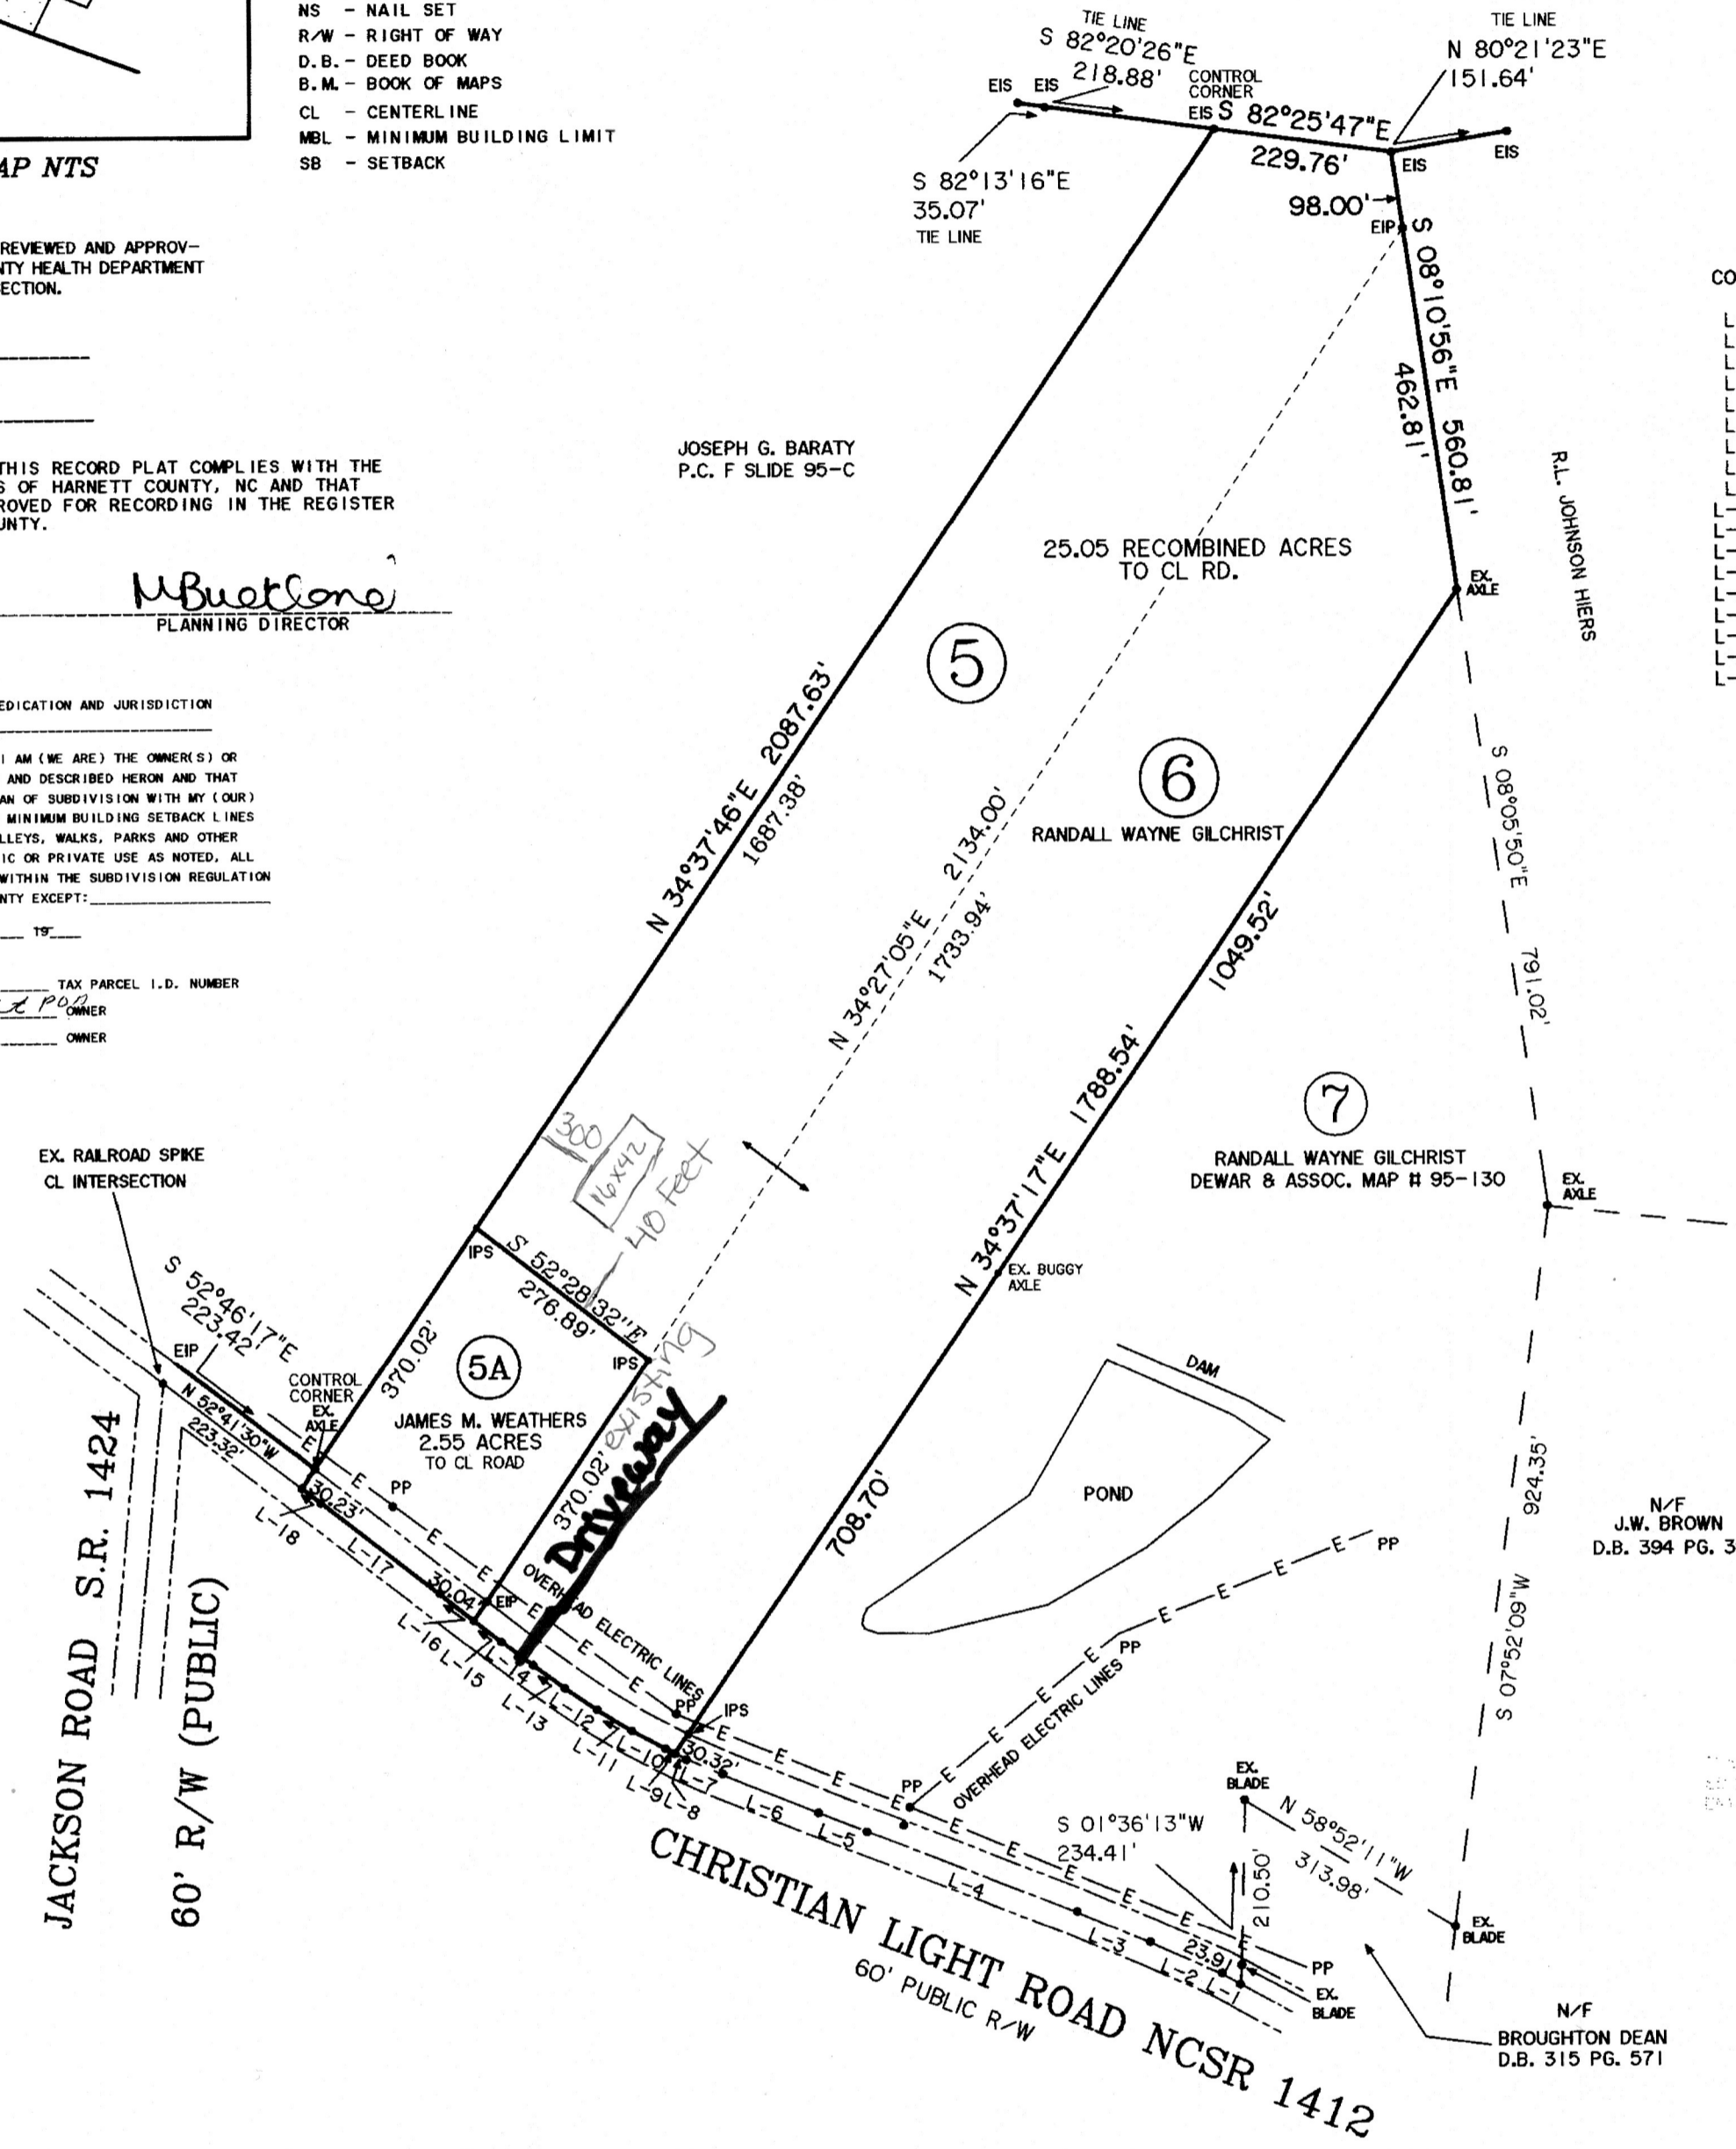 NS - NAIL SET
R/W - RIGHT OF WAY
D.B. - DEED BOOK
B.M. - BOOK OF MAPS
CL - CENTERLINE
MBL - MINIMUM BUILDING LIMIT
SB - SETBACK
AP NTS
REVIEWED AND APPROV-
NTY HEALTH DEPARTMENT
ECTION.
THIS RECORD PLAT COMPLIES WITH THE
S OF HARNETT COUNTY, NC AND THAT
ROVED FOR RECORDING IN THE REGISTER
UNTY.
PLANNING DIRECTOR
EDICATION AND JURISDICTION
I AM (WE ARE) THE OWNER(S) OR
AND DESCRIBED HERON AND THAT
AN OF SUBDIVISION WITH MY (OUR)
MINIMUM BUILDING SETBACK LINES
LLEYS, WALKS, PARKS AND OTHER
IC OR PRIVATE USE AS NOTED, ALL
WITHIN THE SUBDIVISION REGULATION
NTY EXCEPT:
19
TAX PARCEL I.D. NUMBER
OWNER
OWNER
TIE LINE
S 82°20'26"E
218.88'
TIE LINE
N 80°21'23"E
151.64'
EIS EIS
CONTROL
CORNER
EIS
S 82°25'47"E
229.76'
EIS
EIS
S 82°13'16"E
35.07'
TIE LINE
98.00'
EIP
S 08°10'56"E 560.81'
462.81'
CO
JOSEPH G. BARATY
P.C. F SLIDE 95-C
R.L. JOHNSON HIERS
25.05 RECOMBINED ACRES
TO CL RD.
EX.
AXLE
5
N 34°37'46"E 2087.63'
1687.38'
6
RANDALL WAYNE GILCHRIST
N 34°27'05"E 2134.00'
1733.94'
S 08°05'50"E 791.02'
1049.52'
N 34°37'17"E 1788.54'
7
RANDALL WAYNE GILCHRIST
DEWAR & ASSOC. MAP # 95-130
EX.
AXLE
300
16x42
40 Feet
EX. RAILROAD SPIKE
CL INTERSECTION
IPS
S 52°28'32"E
276.89'
IPS
EX. BUGGY
AXLE
S 52°46'17"E
223.42'
EIP
N 52°41'30"W
223.32'
CONTROL
CORNER
EX.
AXLE
370.02'
5A
JAMES M. WEATHERS
2.55 ACRES
TO CL ROAD
370.02'
existing
Driveway
DAM
POND
708.70'
924.35'
S 07°52'09"W
N/F
J.W. BROWN
D.B. 394 PG. 3
JACKSON ROAD S.R. 1424
60' R/W (PUBLIC)
E PP E E E E E
30.23'
30.04'
EIP
OVERHEAD ELECTRIC LINES
PP
IPS
30.32'
L-18
L-17
L-16
L-15
L-14
L-13
L-12
L-11
L-10
L-9
L-8
L-7
L-6
L-5
L-4
L-3
L-2
L-1
E E E E E E E E E
PP
E E E E E E E PP
PP
OVERHEAD ELECTRIC LINES
S 01°36'13"W
234.41'
EX.
BLADE
N 58°52'11"W
313.98'
210.50'
23.91
PP
EX.
BLADE
EX.
BLADE
CHRISTIAN LIGHT ROAD NCSR 1412
60' PUBLIC R/W
N/F
BROUGHTON DEAN
D.B. 315 PG. 571